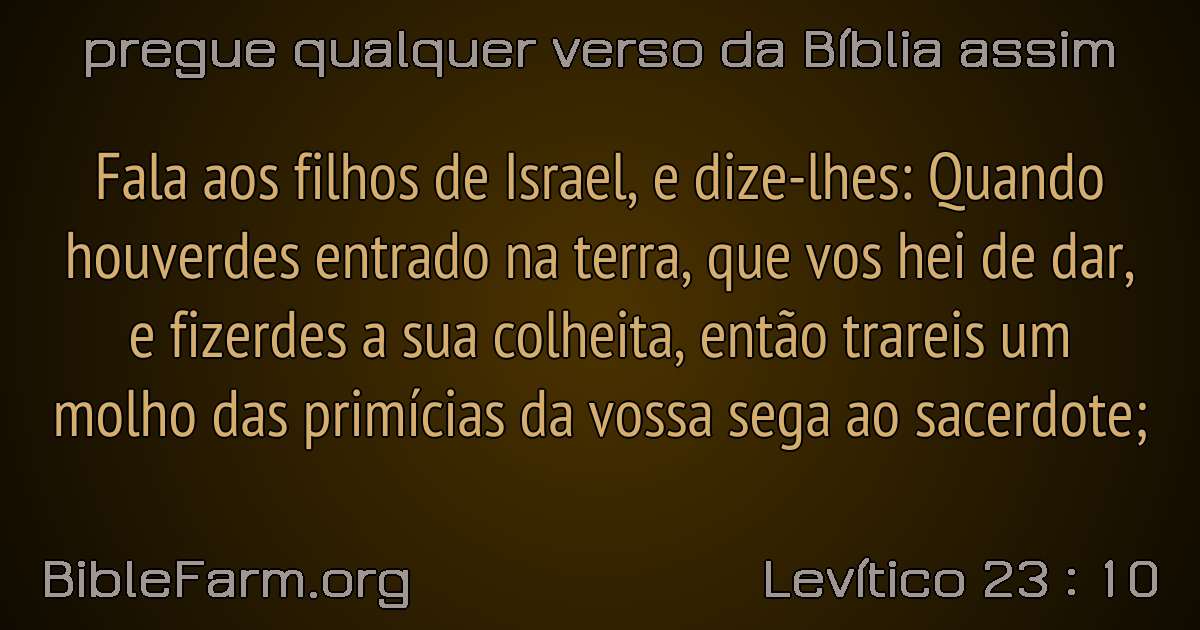 pregue qualquer verso da Bíblia assim
Fala aos filhos de Israel, e dize-lhes: Quando
houverdes entrado na terra, que vos hei de dar,
e fizerdes a sua colheita, então trareis um
molho das primícias da vossa sega ao sacerdote;
BibleFarm.org
Levítico 23 : 10